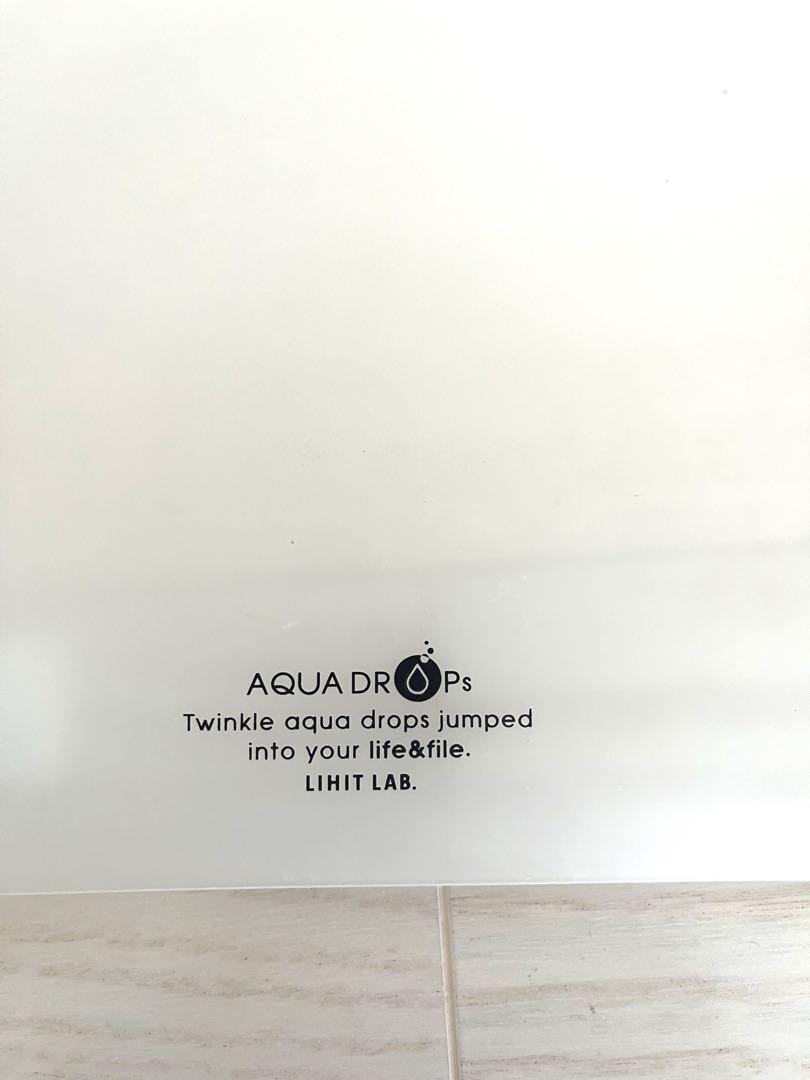 AQUA DROPs
Twinkle aqua drops jumped
into your life&file.
LIHIT LAB.